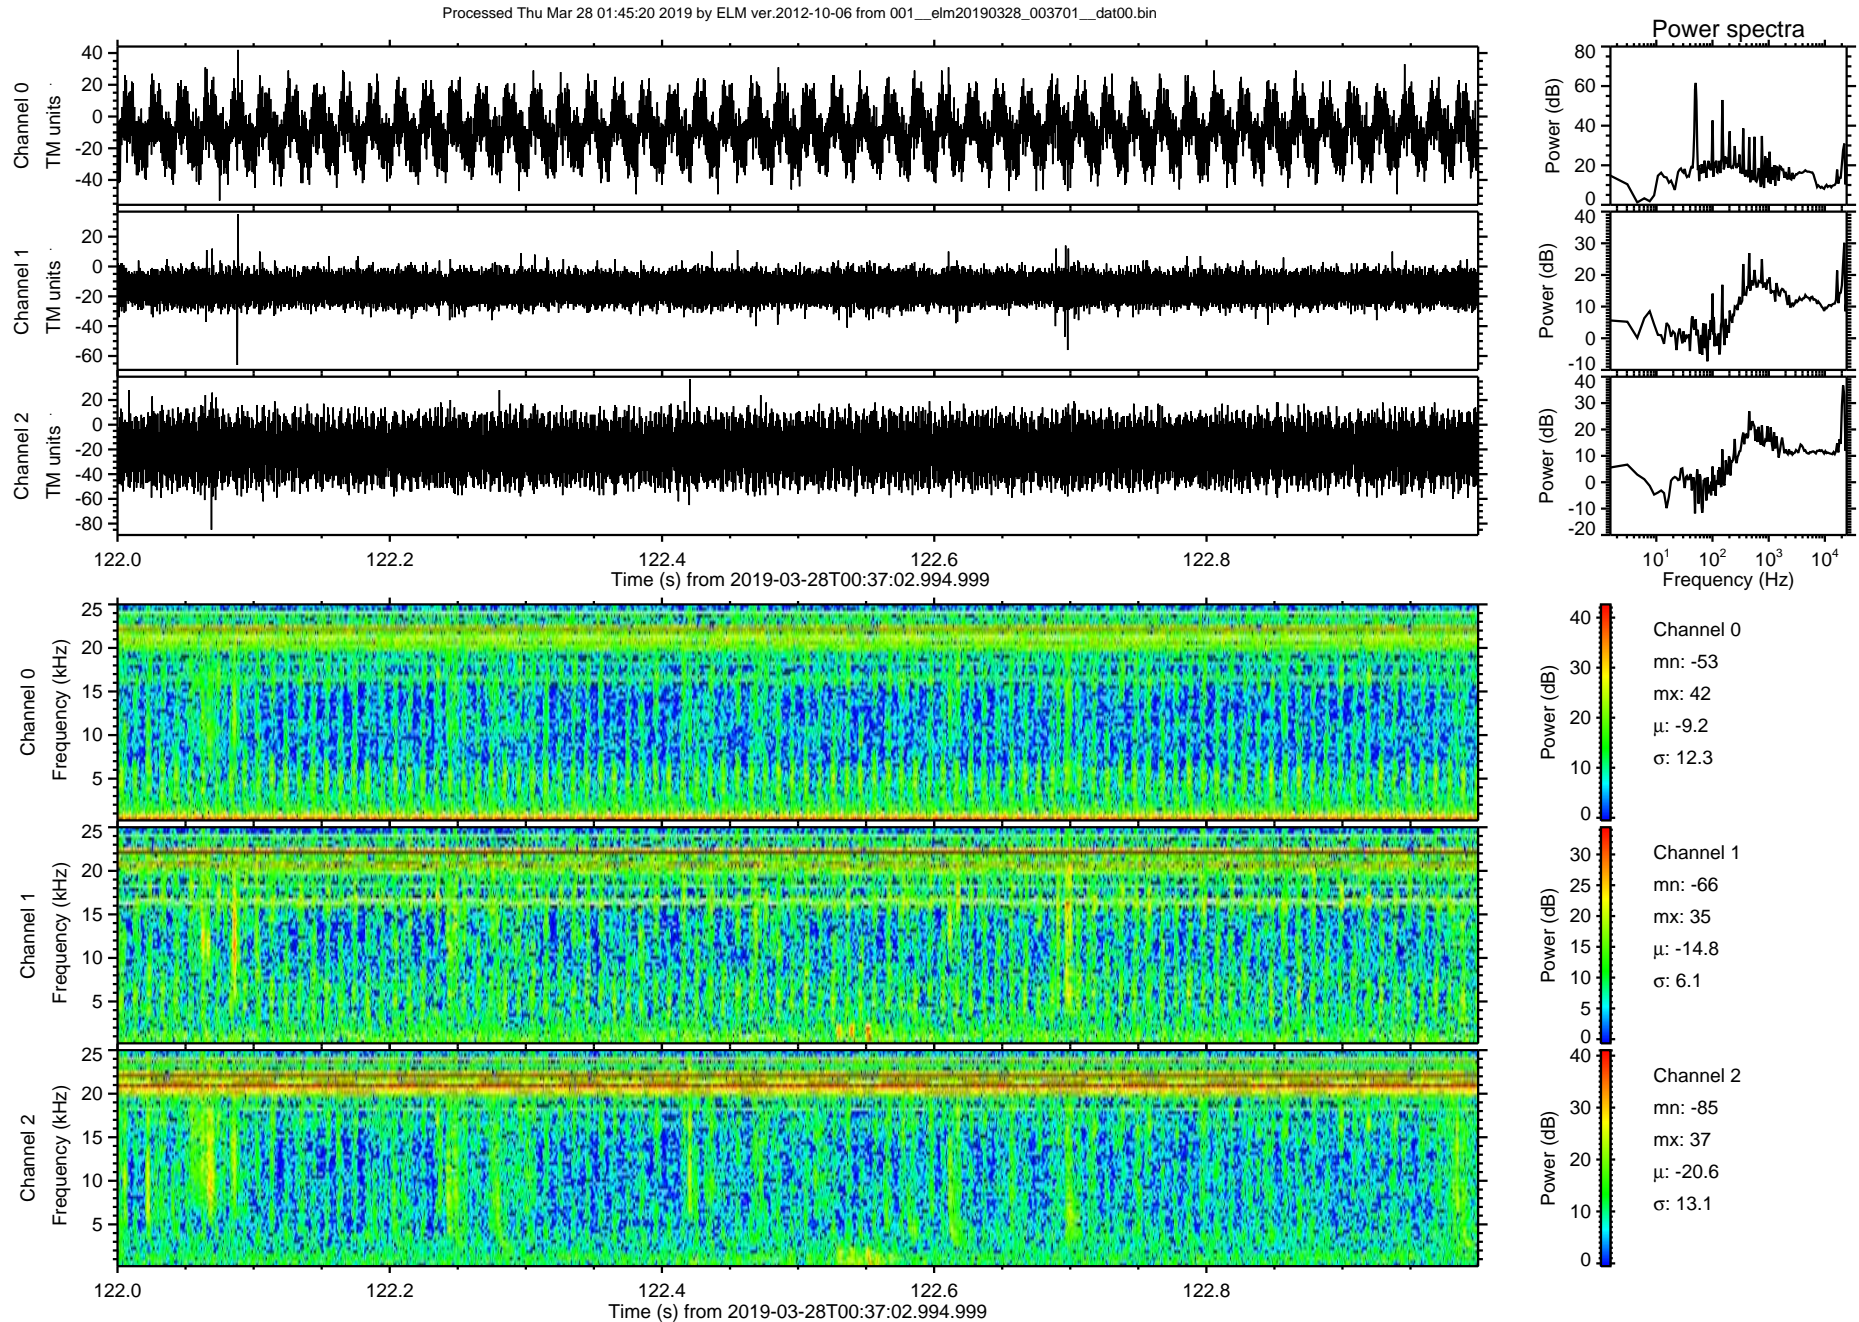 Processed Thu Mar 28 01:45:20 2019 by ELM ver.2012-10-06 from 001__elm20190328_003701__dat00.bin
Power spectra
Channel 0
TM units
40
20
0
-20
-40
Power (dB)
80
60
40
20
0
Channel 1
TM units
20
0
-20
-40
-60
Power (dB)
40
30
20
10
0
-10
Channel 2
TM units
20
0
-20
-40
-60
-80
Power (dB)
40
30
20
10
0
-10
-20
122.0 122.2 122.4 122.6 122.8
Time (s) from 2019-03-28T00:37:02.994.999
10¹ 10² 10³ 10⁴
Frequency (Hz)
Channel 0
Frequency (kHz)
25
20
15
10
5
Power (dB)
40
30
20
10
0
Channel 0
mn: -53
mx: 42
μ: -9.2
σ: 12.3
Channel 1
Frequency (kHz)
25
20
15
10
5
Power (dB)
30
25
20
15
10
5
0
Channel 1
mn: -66
mx: 35
μ: -14.8
σ: 6.1
Channel 2
Frequency (kHz)
25
20
15
10
5
Power (dB)
40
30
20
10
0
Channel 2
mn: -85
mx: 37
μ: -20.6
σ: 13.1
122.0 122.2 122.4 122.6 122.8
Time (s) from 2019-03-28T00:37:02.994.999